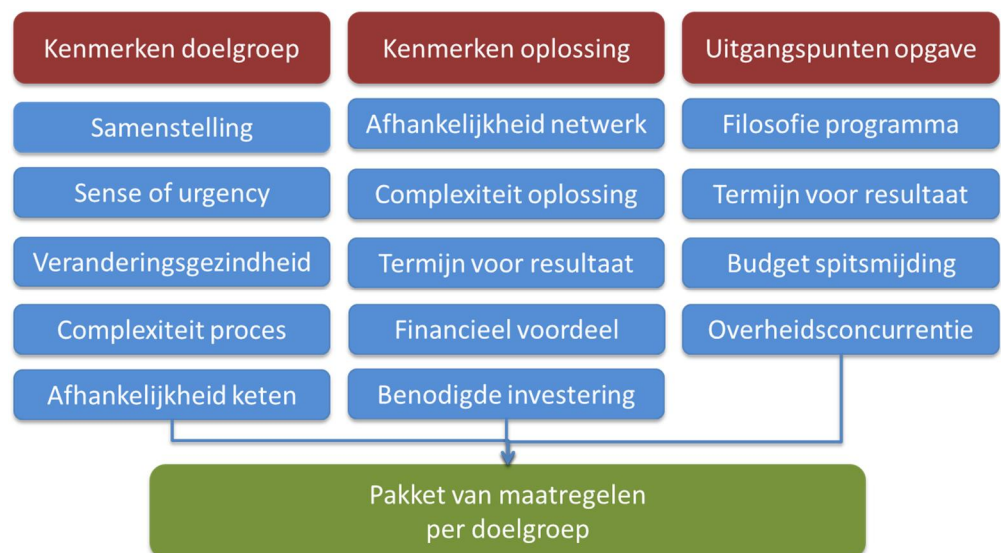 Kenmerken doelgroep
Samenstelling
Sense of urgency
Veranderingsgezindheid
Complexiteit proces
Afhankelijkheid keten
Kenmerken oplossing
Afhankelijkheid netwerk
Complexiteit oplossing
Termijn voor resultaat
Financieel voordeel
Benodigde investering
Uitgangspunten opgave
Filosofie programma
Termijn voor resultaat
Budget spitsmijding
Overheidsconcurrentie
Pakket van maatregelen
per doelgroep